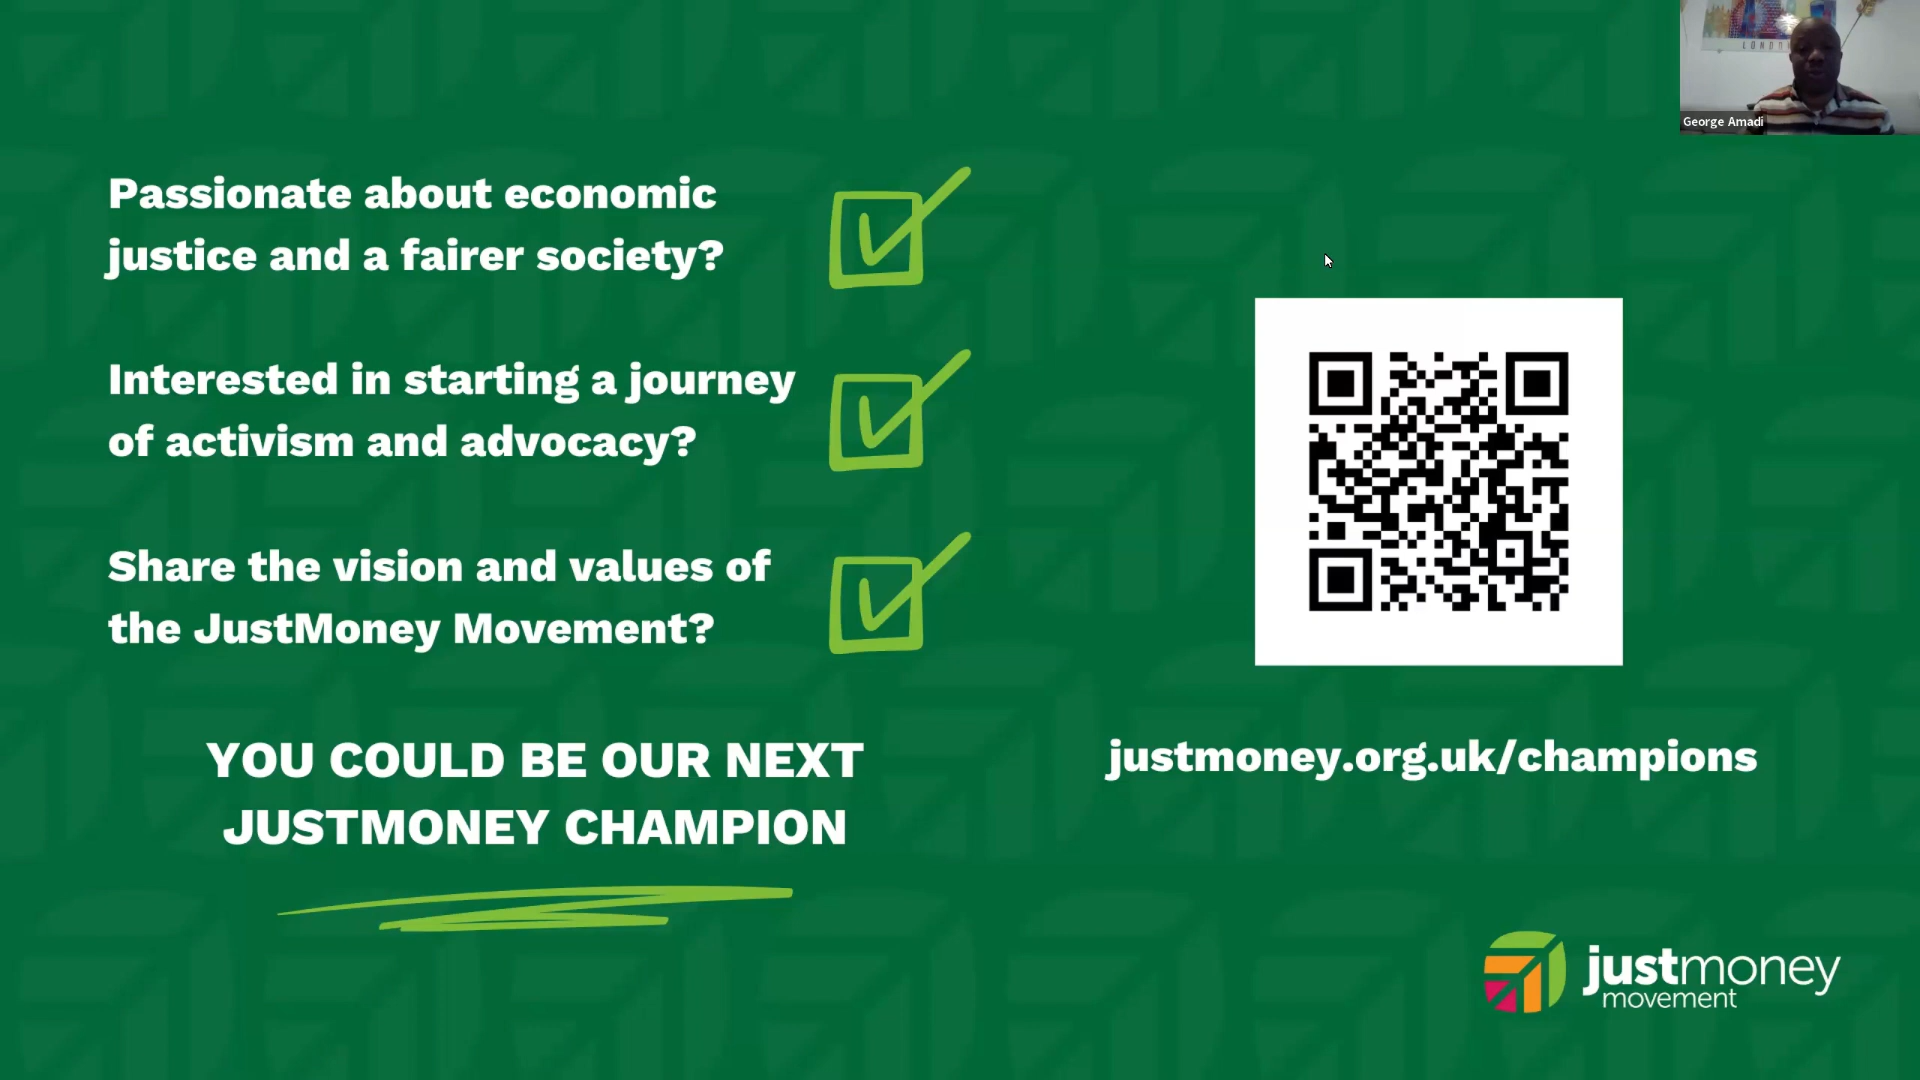 LONDON
George Amadi
Passionate about economic
justice and a fairer society?
Interested in starting a journey
of activism and advocacy?
Share the vision and values of
the JustMoney Movement?
YOU COULD BE OUR NEXT
JUSTMONEY CHAMPION
justmoney.org.uk/champions
justmoney
movement